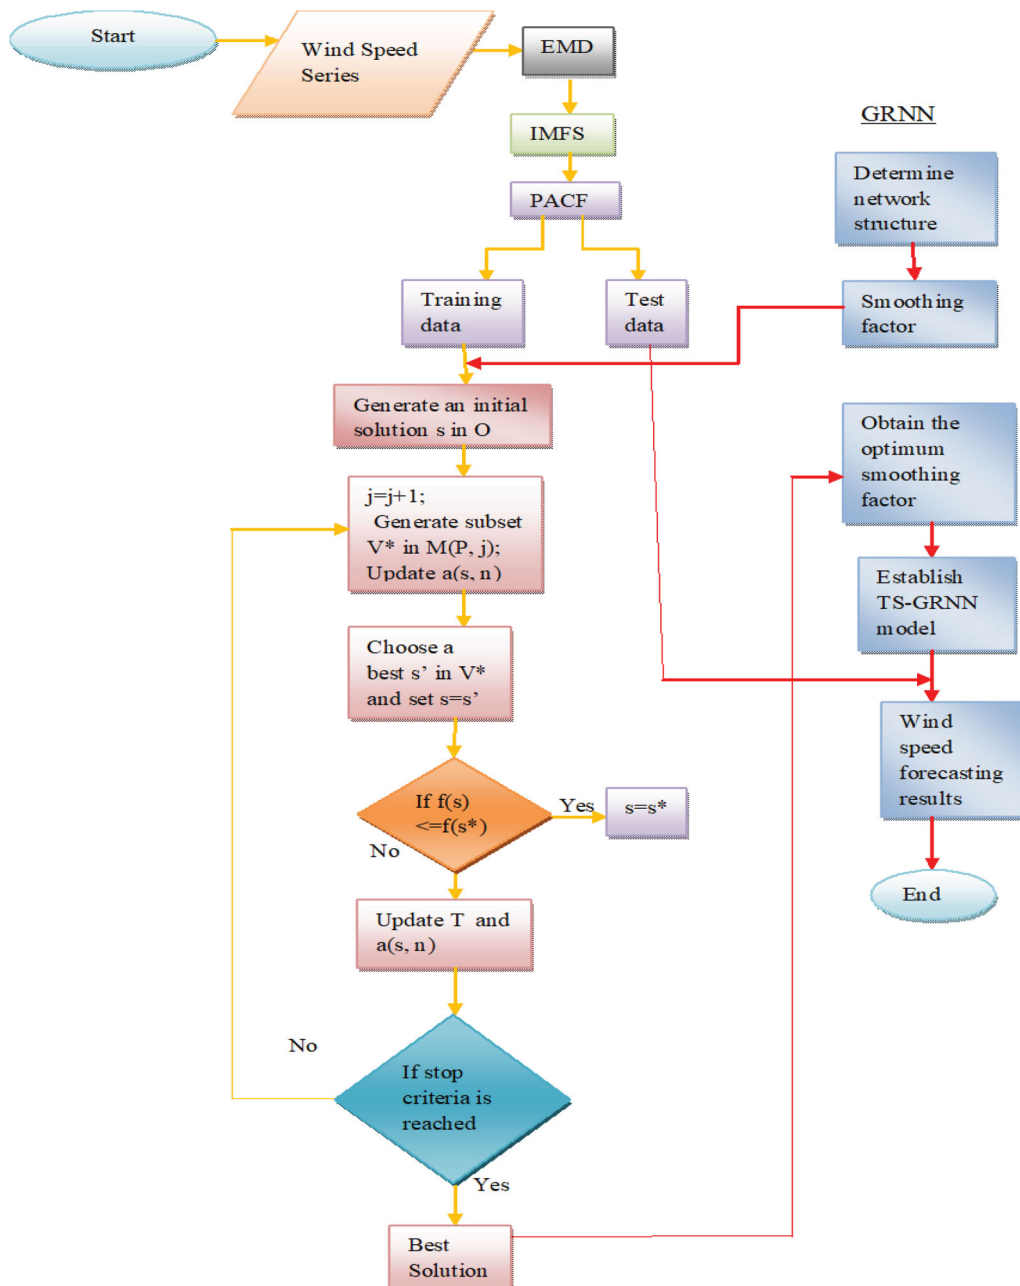 Start
Wind Speed
Series
EMD
IMFS
PACF
GRNN
Determine
network
structure
Training
data
Test
data
Smoothing
factor
Generate an initial
solution s in O
Obtain the
optimum
smoothing
factor
j=j+1;
Generate subset
V* in M(P, j);
Update a(s, n)
Establish
TS-GRNN
model
Choose a
best s’ in V*
and set s=s’
Wind
speed
forecasting
results
If f(s)
<=f(s*)
Yes
s=s*
No
End
Update T and
a(s, n)
No
If stop
criteria is
reached
Yes
Best
Solution